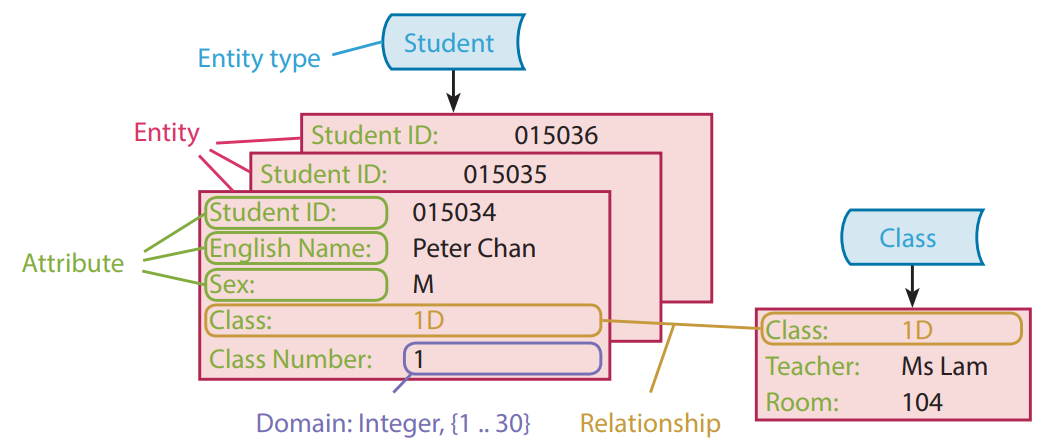 Student
Entity type
Entity
Student ID: 015036
Student ID: 015035
Student ID: 015034
English Name: Peter Chan
Attribute
Sex: M
Class: 1D
Class Number: 1
Domain: Integer, {1 .. 30}
Relationship
Class
Class: 1D
Teacher: Ms Lam
Room: 104